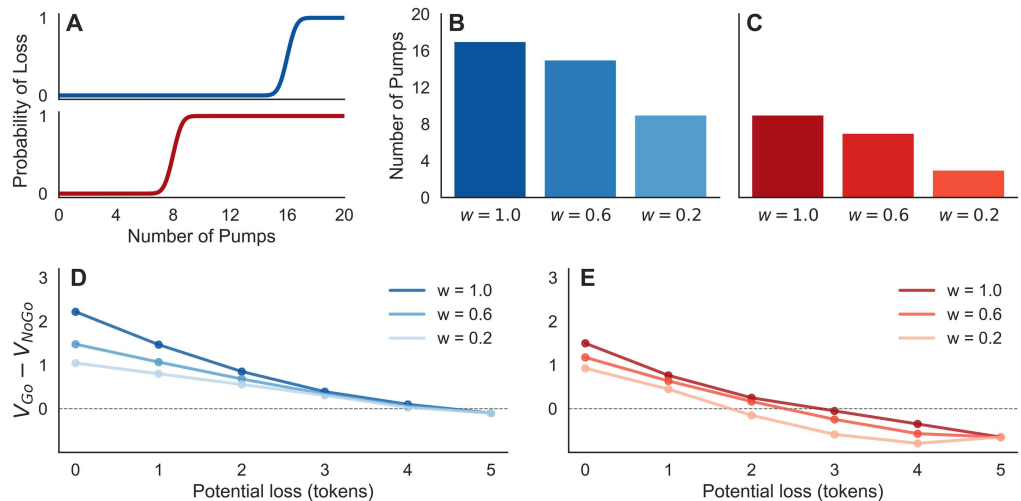 A
Probability of Loss
1
0
1
0
0 4 8 12 16 20
Number of Pumps
B
Number of Pumps
20
16
12
8
4
0
w = 1.0 w = 0.6 w = 0.2
C
w = 1.0 w = 0.6 w = 0.2
D
V_Go − V_NoGo
3
2
1
0
w = 1.0
w = 0.6
w = 0.2
0 1 2 3 4 5
Potential loss (tokens)
E
3
2
1
0
w = 1.0
w = 0.6
w = 0.2
0 1 2 3 4 5
Potential loss (tokens)